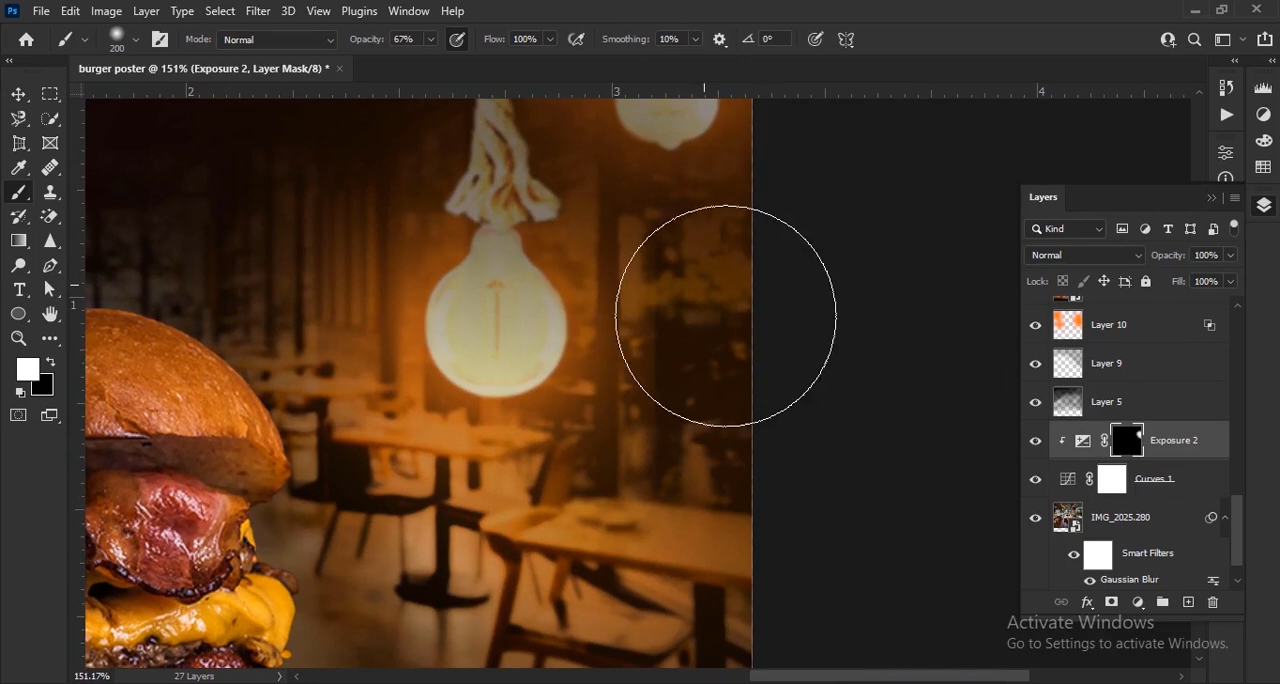 Ps File Edit Image Layer Type Select Filter 3D View Plugins Window Help
200 Mode: Normal Opacity: 67% Flow: 100% Smoothing: 10% 0°
burger poster @ 151% (Exposure 2, Layer Mask/8) * ×
2 3 4
1
Layers
Kind
Normal Opacity: 100%
Lock: Fill: 100%
Layer 10
Layer 9
Layer 5
Exposure 2
Curves 1
IMG_2025.280
Smart Filters
Gaussian Blur
Activate Windows
Go to Settings to activate Windows.
151.17% 27 Layers